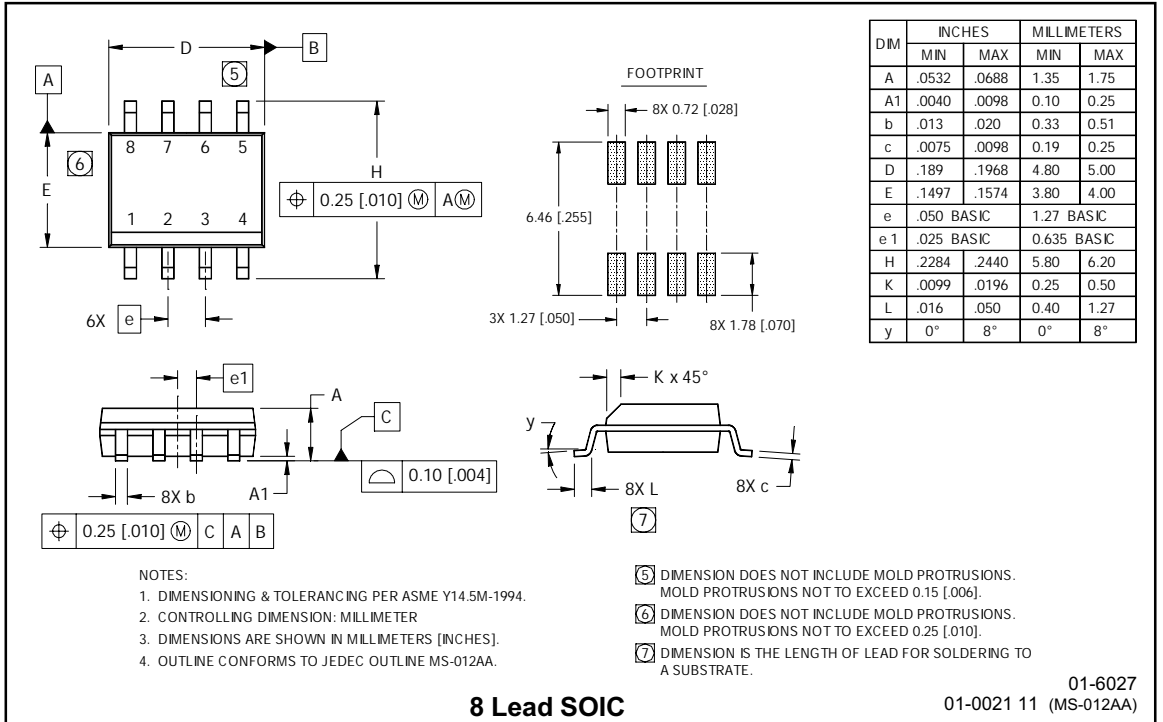 D
B
5
A
8 7 6 5
6
E
H
0.25 [.010] M A M
1 2 3 4
6X e
FOOTPRINT
8X 0.72 [.028]
6.46 [.255]
3X 1.27 [.050]
8X 1.78 [.070]
DIM INCHES MILLIMETERS
MIN MAX MIN MAX
A .0532 .0688 1.35 1.75
A1 .0040 .0098 0.10 0.25
b .013 .020 0.33 0.51
c .0075 .0098 0.19 0.25
D .189 .1968 4.80 5.00
E .1497 .1574 3.80 4.00
e .050 BASIC 1.27 BASIC
e 1 .025 BASIC 0.635 BASIC
H .2284 .2440 5.80 6.20
K .0099 .0196 0.25 0.50
L .016 .050 0.40 1.27
y 0° 8° 0° 8°
e1
A
C
0.10 [.004]
8X b
A1
0.25 [.010] M C A B
K x 45°
y
8X L
8X c
7
NOTES:
1. DIMENSIONING & TOLERANCING PER ASME Y14.5M-1994.
2. CONTROLLING DIMENSION: MILLIMETER
3. DIMENSIONS ARE SHOWN IN MILLIMETERS [INCHES].
4. OUTLINE CONFORMS TO JEDEC OUTLINE MS-012AA.
5 DIMENSION DOES NOT INCLUDE MOLD PROTRUSIONS.
MOLD PROTRUSIONS NOT TO EXCEED 0.15 [.006].
6 DIMENSION DOES NOT INCLUDE MOLD PROTRUSIONS.
MOLD PROTRUSIONS NOT TO EXCEED 0.25 [.010].
7 DIMENSION IS THE LENGTH OF LEAD FOR SOLDERING TO
A SUBSTRATE.
8 Lead SOIC
01-6027
01-0021 11 (MS-012AA)